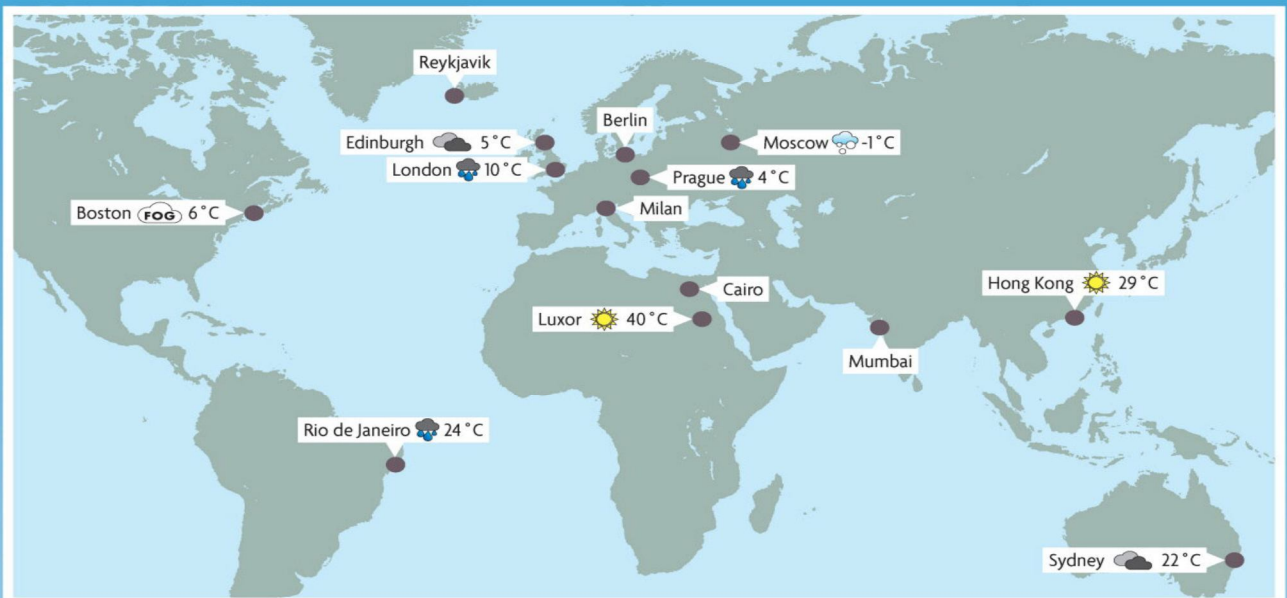 Reykjavik
Berlin
Edinburgh 5°C
Moscow -1°C
London 10°C
Prague 4°C
Boston FOG 6°C
Milan
Hong Kong 29°C
Cairo
Luxor 40°C
Mumbai
Rio de Janeiro 24°C
Sydney 22°C